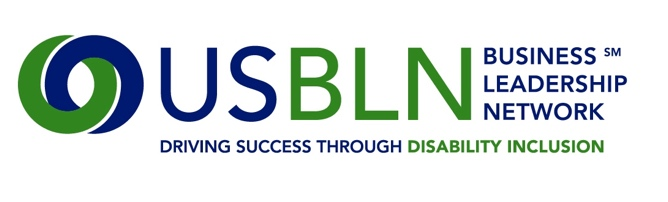 USBLN
BUSINESS ℠
LEADERSHIP
NETWORK
DRIVING SUCCESS THROUGH DISABILITY INCLUSION